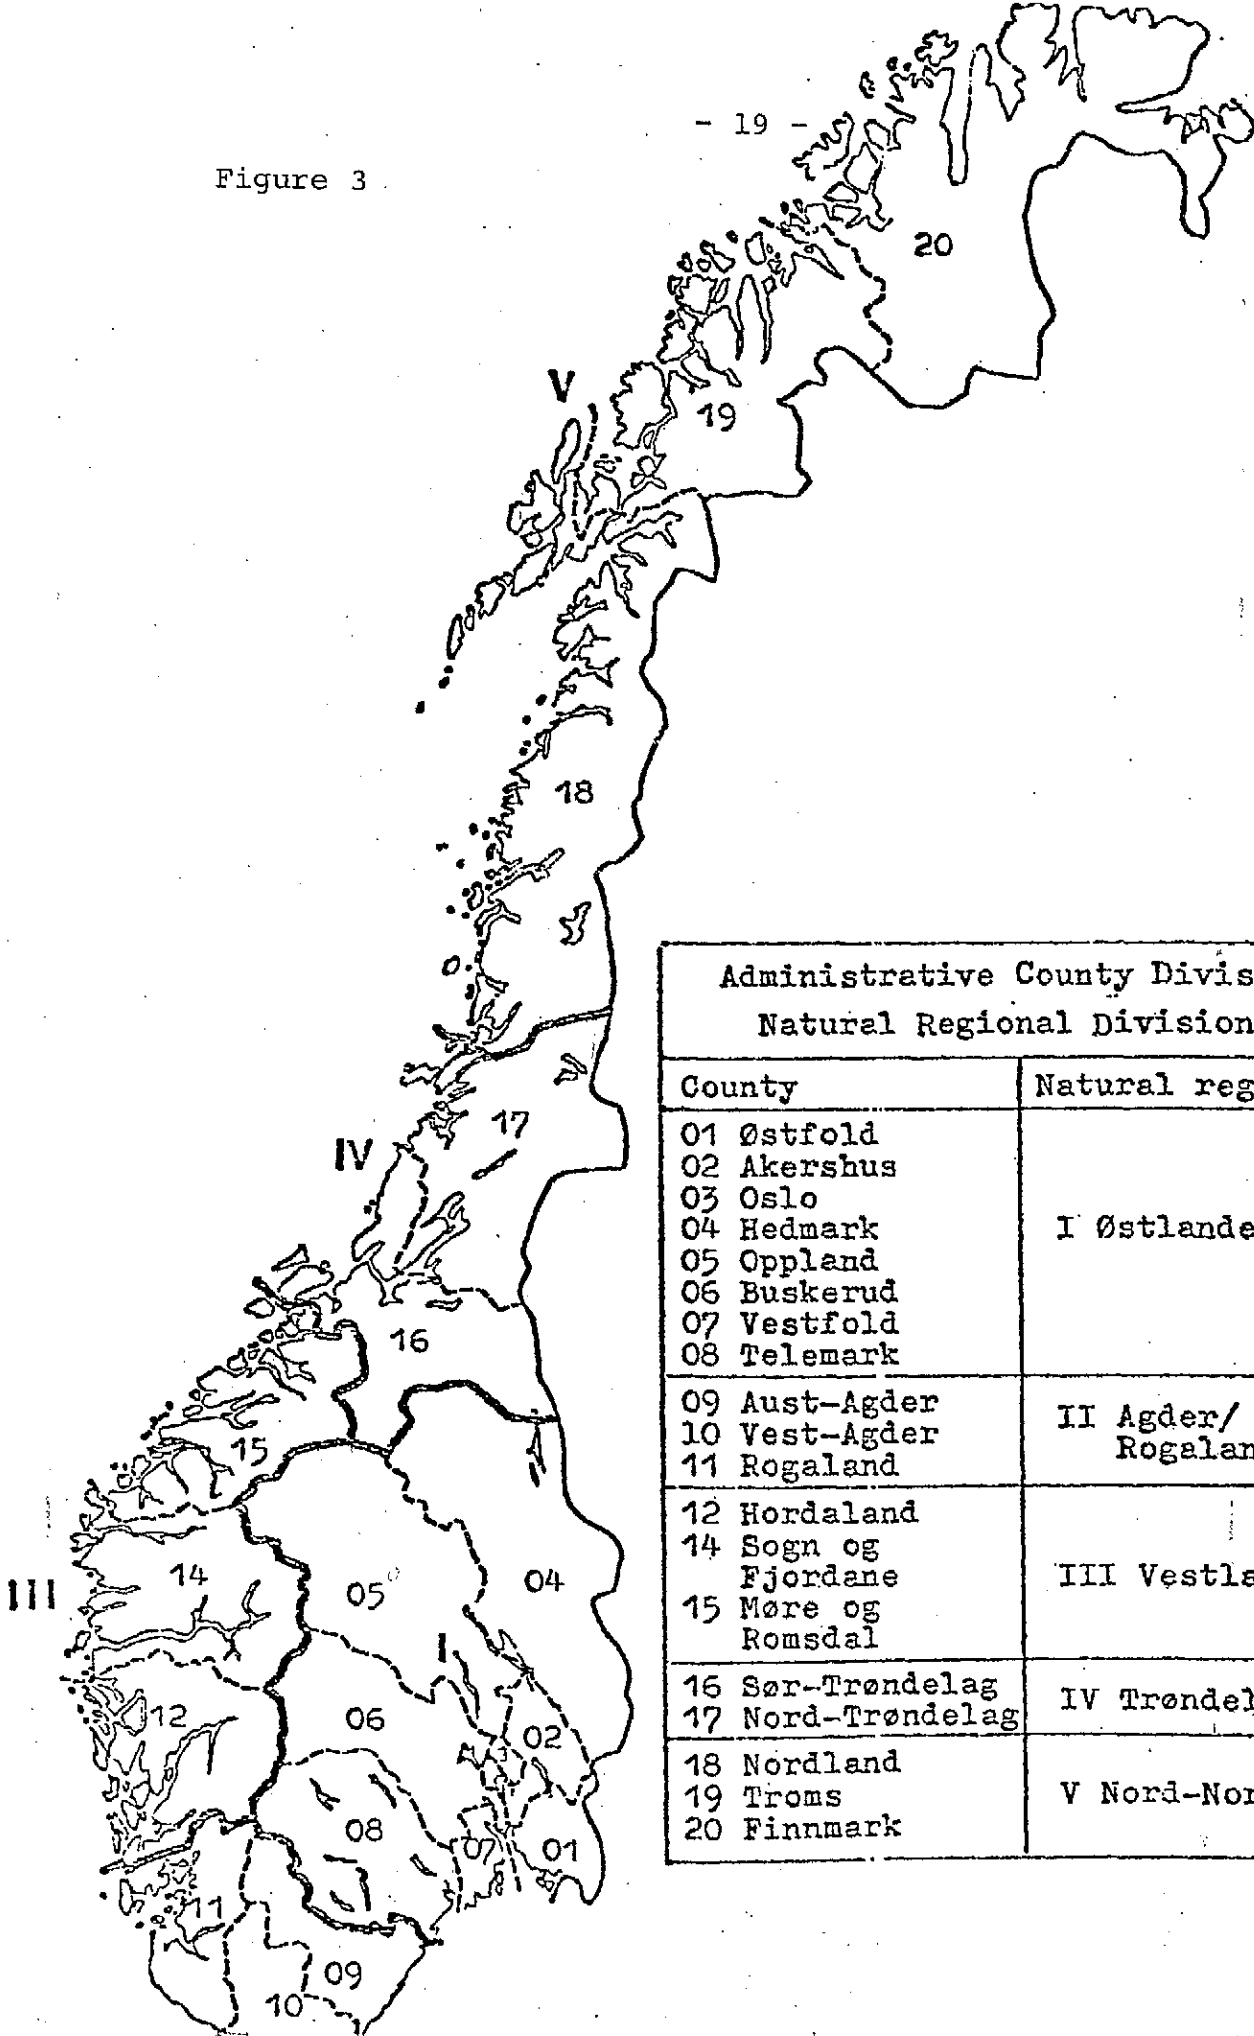 - 19 -
Figure 3
20
V
19
18
17
IV
16
15
III
14
05
04
I
12
06
02
3
08
07
01
11
09
10
Administrative County Divis
Natural Regional Division
County Natural reg
01 Østfold
02 Akershus
03 Oslo
04 Hedmark I Østlande
05 Oppland
06 Buskerud
07 Vestfold
08 Telemark
09 Aust-Agder II Agder/
10 Vest-Agder Rogalan
11 Rogaland
12 Hordaland
14 Sogn og
Fjordane III Vestla
15 Møre og
Romsdal
16 Sør-Trøndelag IV Trøndel
17 Nord-Trøndelag
18 Nordland
19 Troms V Nord-Nor
20 Finnmark